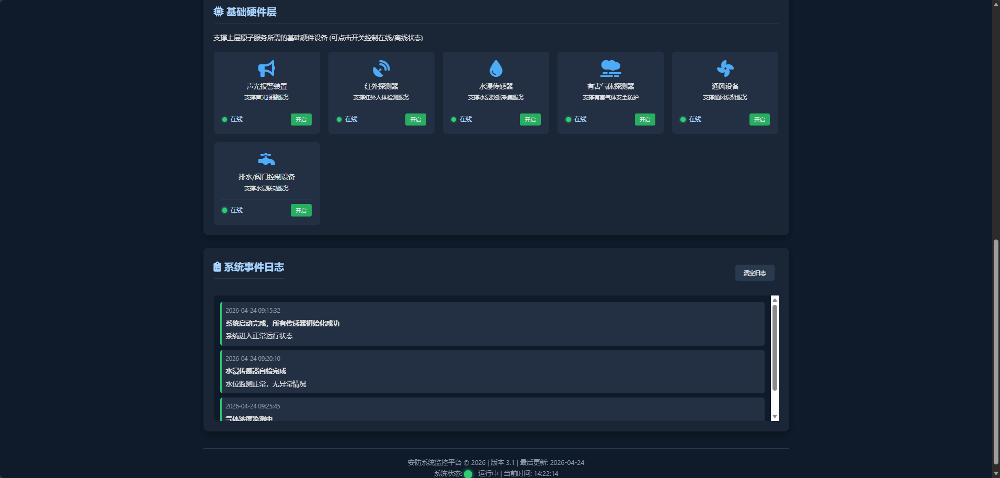 基础硬件层
支撑上层原子服务所需的基础硬件设备 (可点击开关控制在线/离线状态)
声光报警装置
支撑声光报警服务
在线
开启
红外探测器
支撑红外人体检测服务
在线
开启
水浸传感器
支撑水浸数据采集服务
在线
开启
有害气体探测器
支撑有害气体安全防护
在线
开启
通风设备
支撑通风设备服务
在线
开启
排水/阀门控制设备
支撑水浸联动服务
在线
开启
系统事件日志
清空日志
2026-04-24 09:15:32
系统启动完成，所有传感器初始化成功
系统进入正常运行状态
2026-04-24 09:20:10
水浸传感器自检完成
水位监测正常，无异常情况
2026-04-24 09:25:45
气体浓度监测中
安防系统监控平台 © 2026 | 版本 3.1 | 最后更新: 2026-04-24
系统状态: 运行中 | 当前时间: 14:22:14